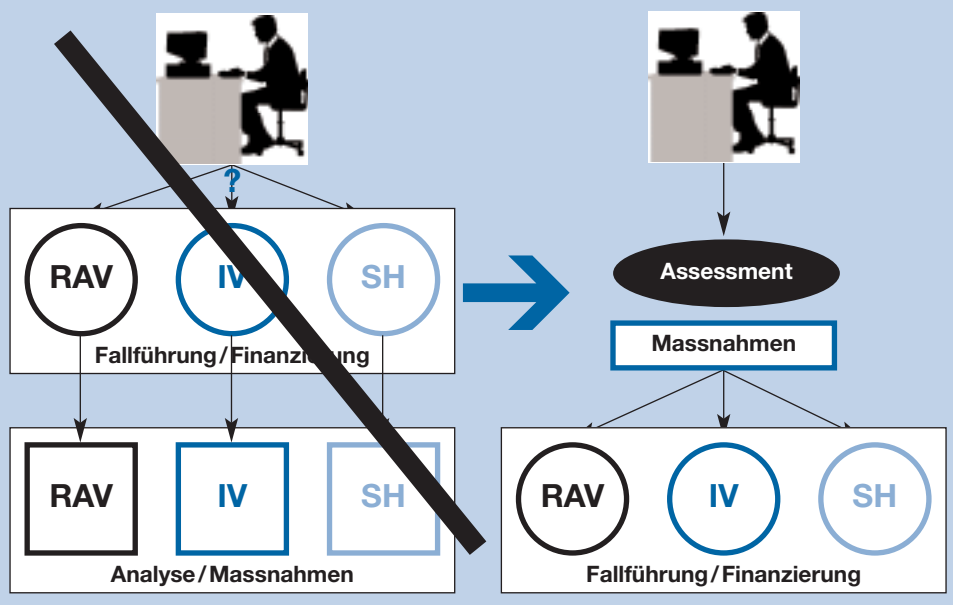 ?
RAV IV SH
Fallführung/Finanzierung
RAV IV SH
Analyse/Massnahmen
Assessment
Massnahmen
RAV IV SH
Fallführung/Finanzierung